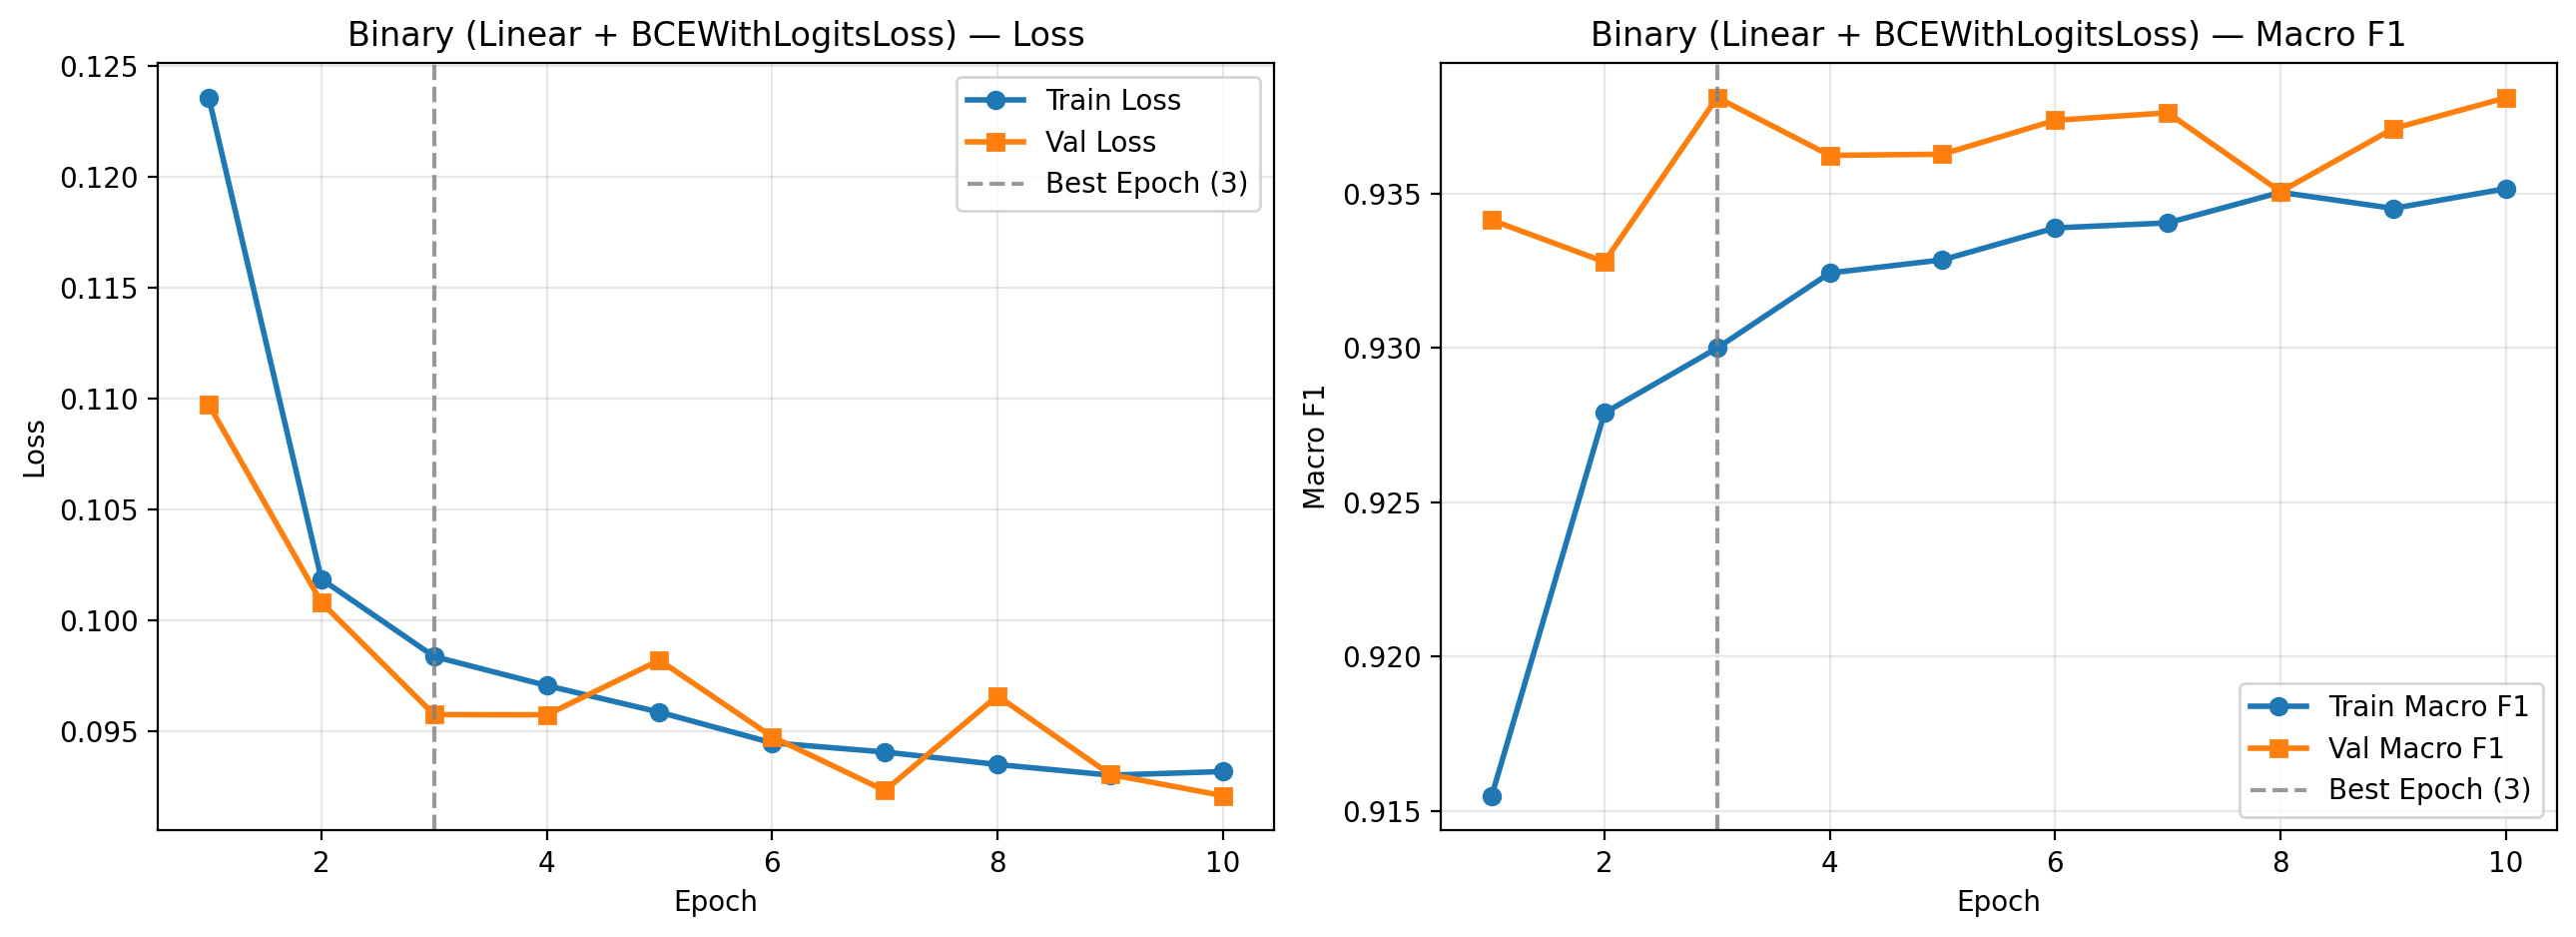 Binary (Linear + BCEWithLogitsLoss) — Loss
0.125
0.120
0.115
0.110
0.105
0.100
0.095
Loss
Train Loss
Val Loss
Best Epoch (3)
2 4 6 8 10
Epoch
Binary (Linear + BCEWithLogitsLoss) — Macro F1
0.935
0.930
0.925
0.920
0.915
Macro F1
Train Macro F1
Val Macro F1
Best Epoch (3)
2 4 6 8 10
Epoch